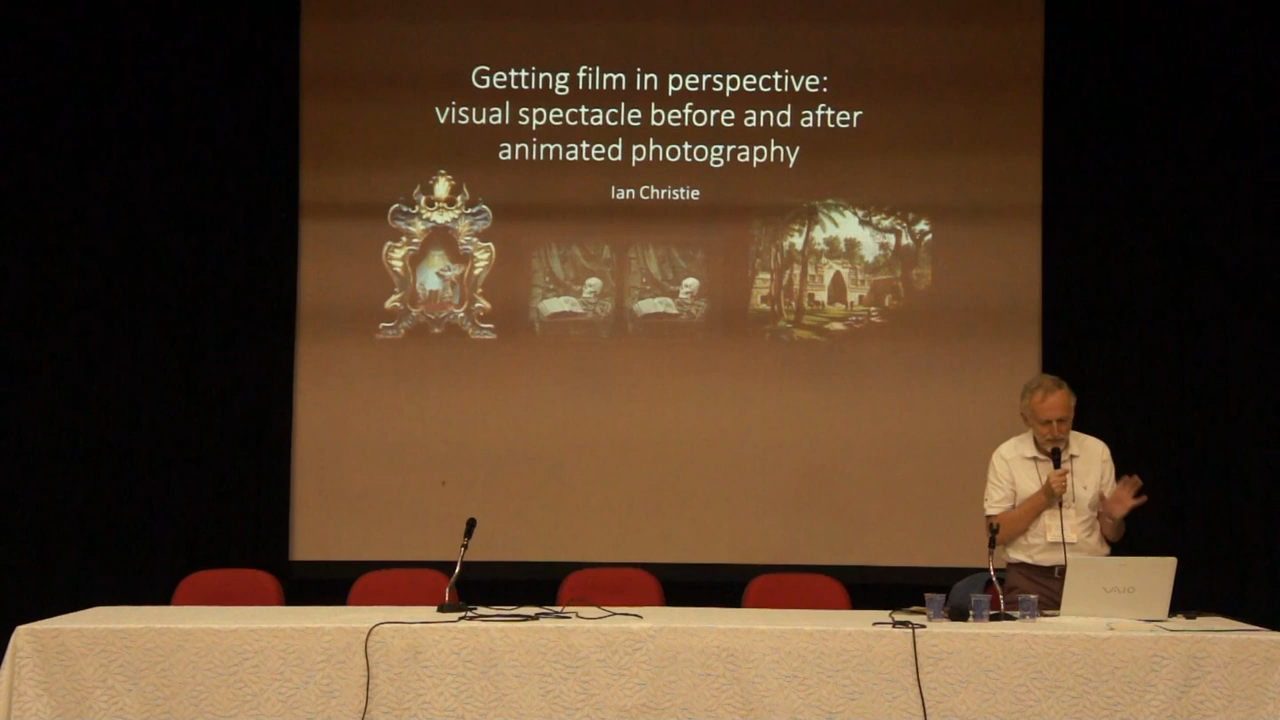 Getting film in perspective:
visual spectacle before and after
animated photography
Ian Christie
VAIO